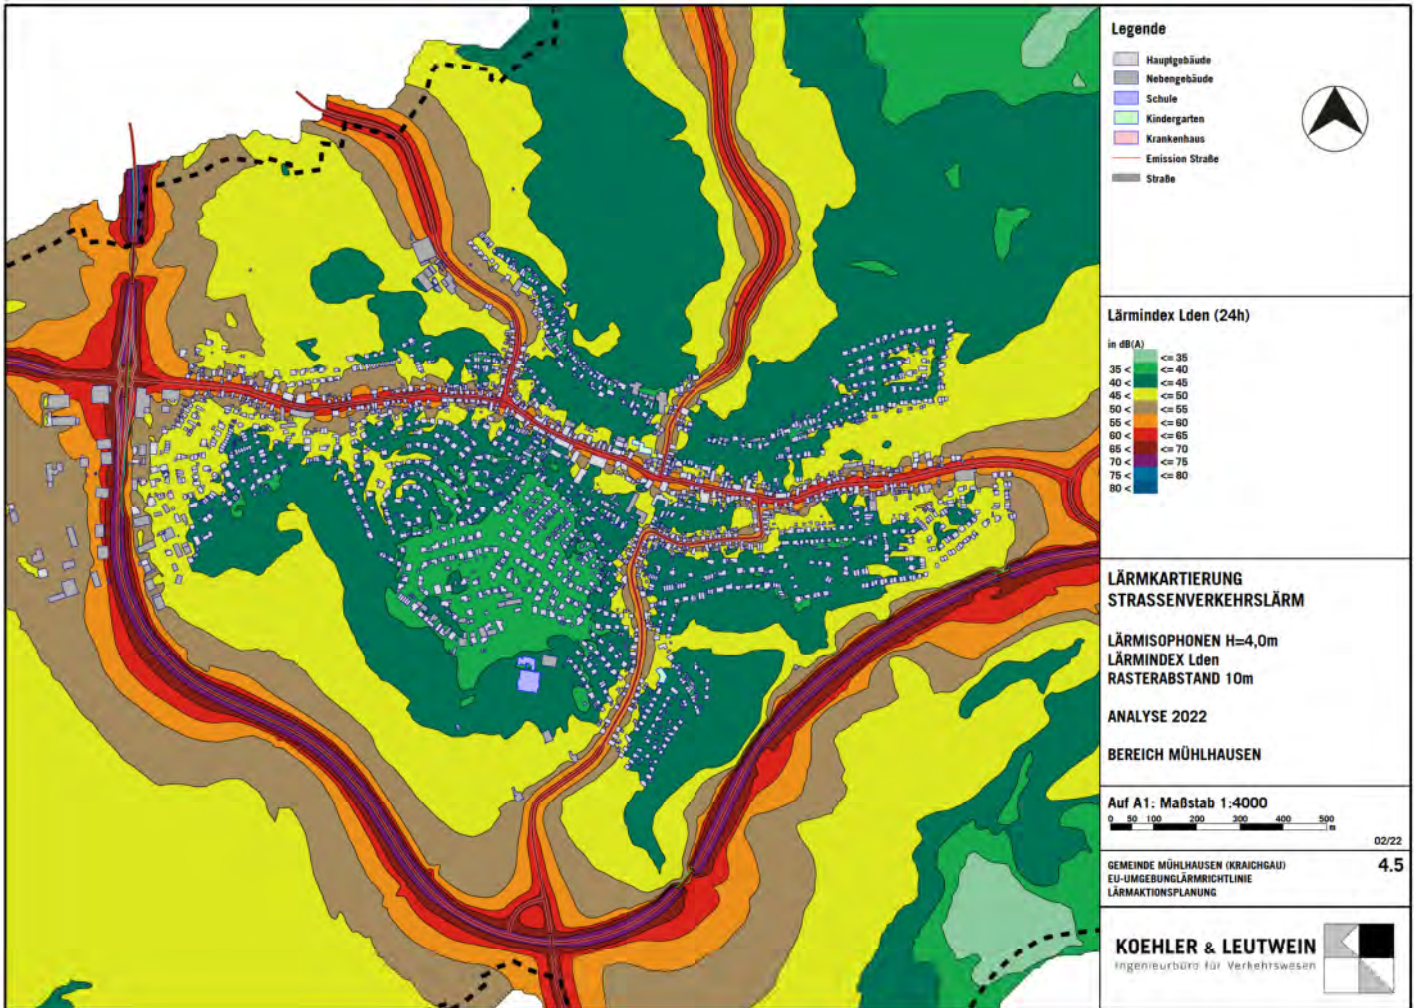 Legende
Hauptgebäude
Nebengebäude
Schule
Kindergarten
Krankenhaus
Emission Straße
Straße
Lärmindex Lden (24h)
in dB(A)
<= 35
35 < <= 40
40 < <= 45
45 < <= 50
50 < <= 55
55 < <= 60
60 < <= 65
65 < <= 70
70 < <= 75
75 < <= 80
80 <
LÄRMKARTIERUNG
STRASSENVERKEHRSLÄRM
LÄRMISOPHONEN H=4,0m
LÄRMINDEX Lden
RASTERABSTAND 10m
ANALYSE 2022
BEREICH MÜHLHAUSEN
Auf A1: Maßstab 1:4000
0 50 100 200 300 400 500
m
02/22
GEMEINDE MÜHLHAUSEN (KRAICHGAU) 4.5
EU-UMGEBUNGLÄRMRICHTLINIE
LÄRMAKTIONSPLANUNG
KOEHLER & LEUTWEIN
Ingenieurbüro für Verkehrswesen